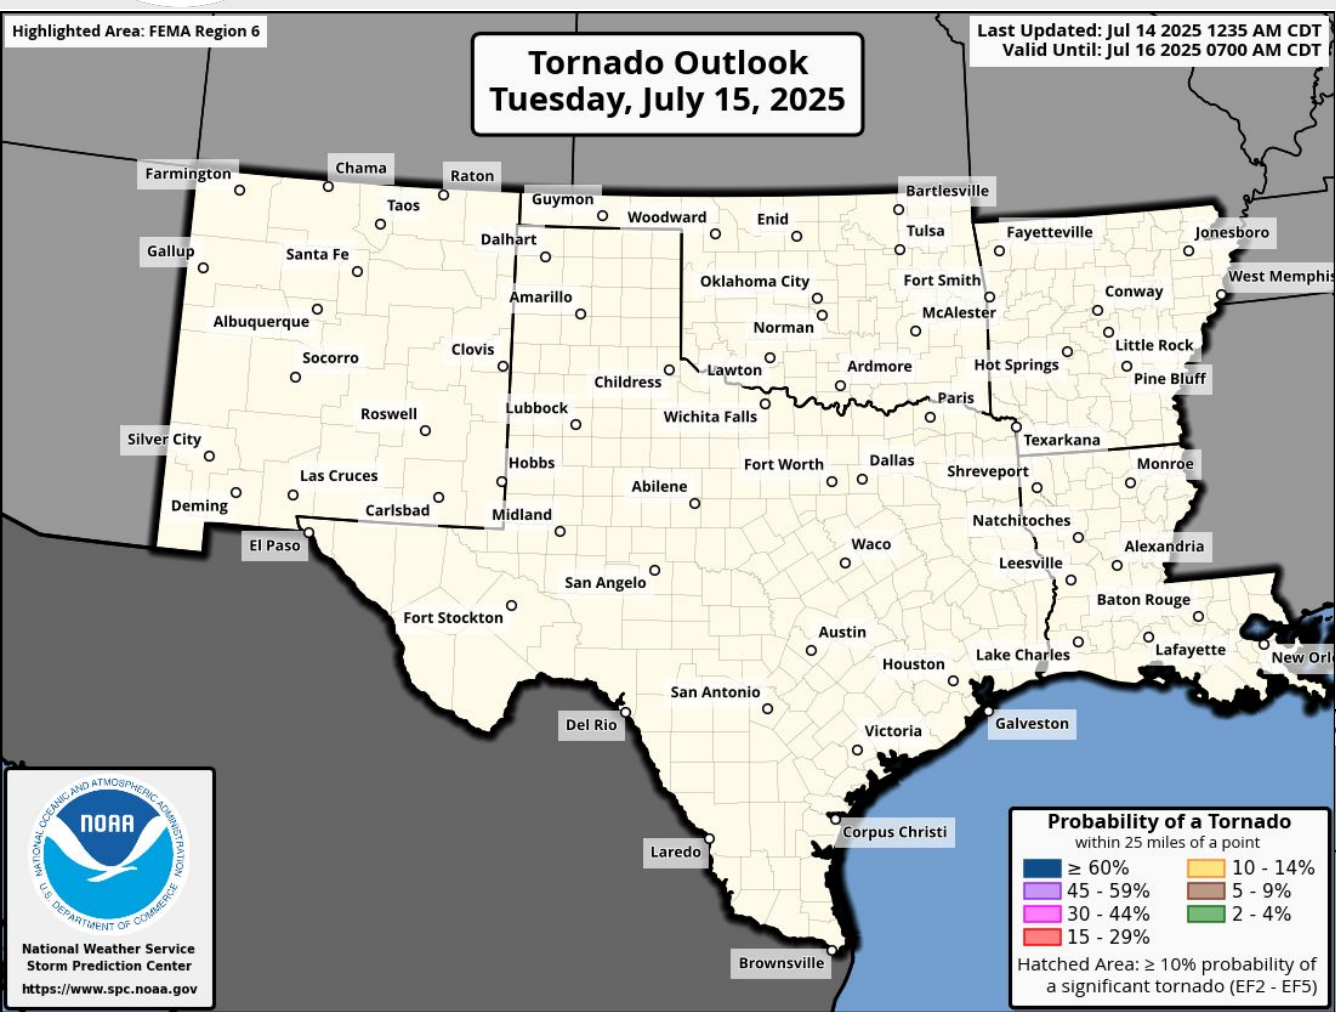 Highlighted Area: FEMA Region 6
Last Updated: Jul 14 2025 1235 AM CDT
Valid Until: Jul 16 2025 0700 AM CDT
Tornado Outlook
Tuesday, July 15, 2025
Farmington
Chama
Raton
Taos
Guymon
Woodward
Enid
Bartlesville
Tulsa
Fayetteville
Jonesboro
Gallup
Santa Fe
Dalhart
Oklahoma City
Fort Smith
West Memphis
Amarillo
Conway
Albuquerque
Norman
McAlester
Little Rock
Socorro
Clovis
Childress
Lawton
Ardmore
Hot Springs
Pine Bluff
Roswell
Lubbock
Wichita Falls
Paris
Silver City
Texarkana
Las Cruces
Hobbs
Fort Worth
Dallas
Shreveport
Monroe
Deming
Carlsbad
Midland
Abilene
Natchitoches
El Paso
Waco
Alexandria
San Angelo
Leesville
Fort Stockton
Baton Rouge
Austin
Houston
Lake Charles
Lafayette
New Orl
San Antonio
Del Rio
Victoria
Galveston
Corpus Christi
Laredo
Brownsville
NATIONAL OCEANIC AND ATMOSPHERIC ADMINISTRATION
NOAA
U.S. DEPARTMENT OF COMMERCE
National Weather Service
Storm Prediction Center
https://www.spc.noaa.gov
Probability of a Tornado
within 25 miles of a point
≥ 60% 10 - 14%
45 - 59% 5 - 9%
30 - 44% 2 - 4%
15 - 29%
Hatched Area: ≥ 10% probability of
a significant tornado (EF2 - EF5)